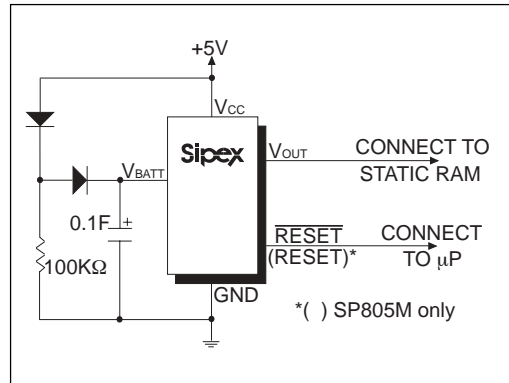 +5V
VCC
Sipex
VBATT
VOUT
CONNECT TO
STATIC RAM
0.1F
+
RESET
(RESET)*
CONNECT
TO µP
100KΩ
GND
*( ) SP805M only